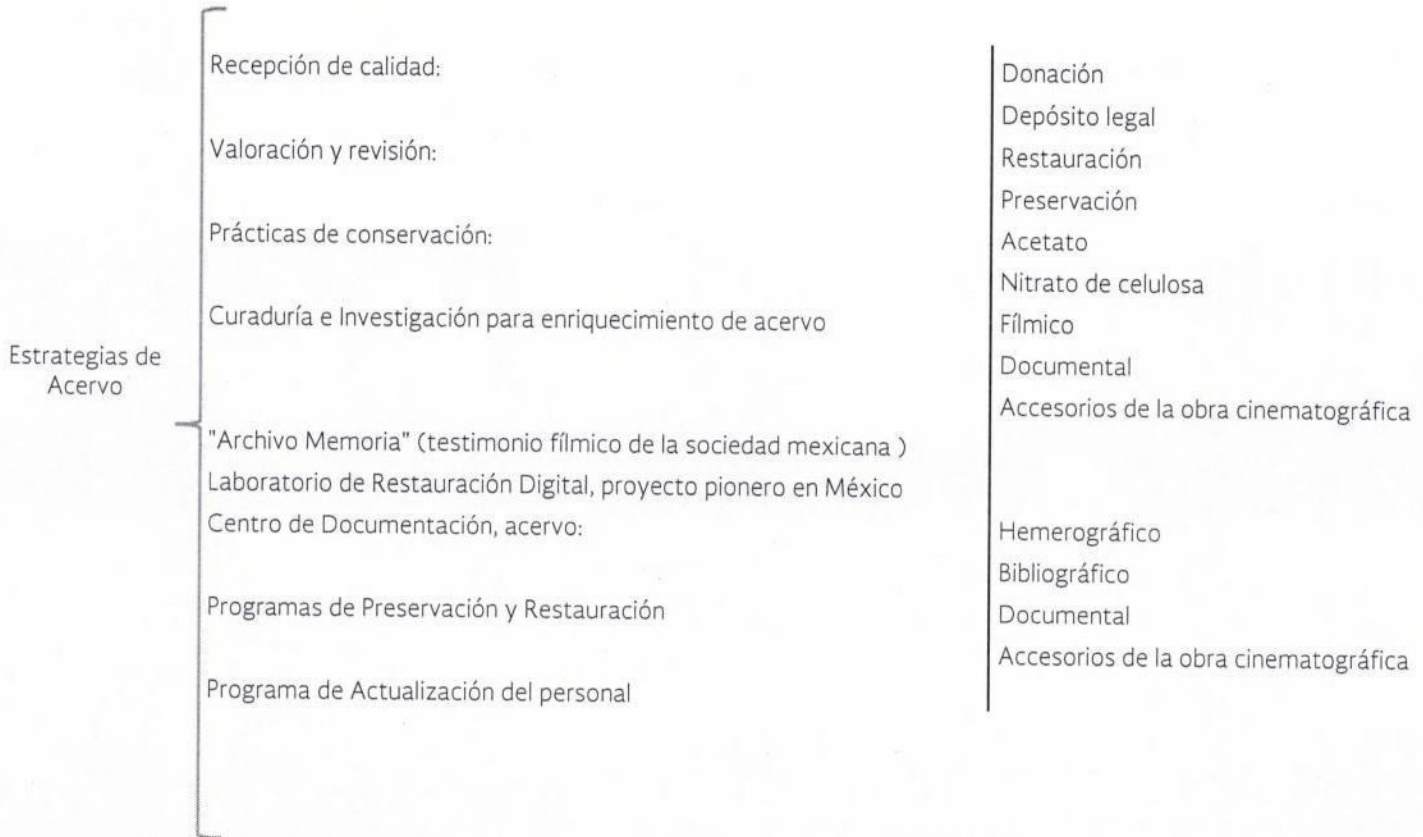 Estrategias de
Acervo
Recepción de calidad:
Valoración y revisión:
Prácticas de conservación:
Curaduría e Investigación para enriquecimiento de acervo
"Archivo Memoria" (testimonio fílmico de la sociedad mexicana )
Laboratorio de Restauración Digital, proyecto pionero en México
Centro de Documentación, acervo:
Programas de Preservación y Restauración
Programa de Actualización del personal
Donación
Depósito legal
Restauración
Preservación
Acetato
Nitrato de celulosa
Fílmico
Documental
Accesorios de la obra cinematográfica
Hemerográfico
Bibliográfico
Documental
Accesorios de la obra cinematográfica